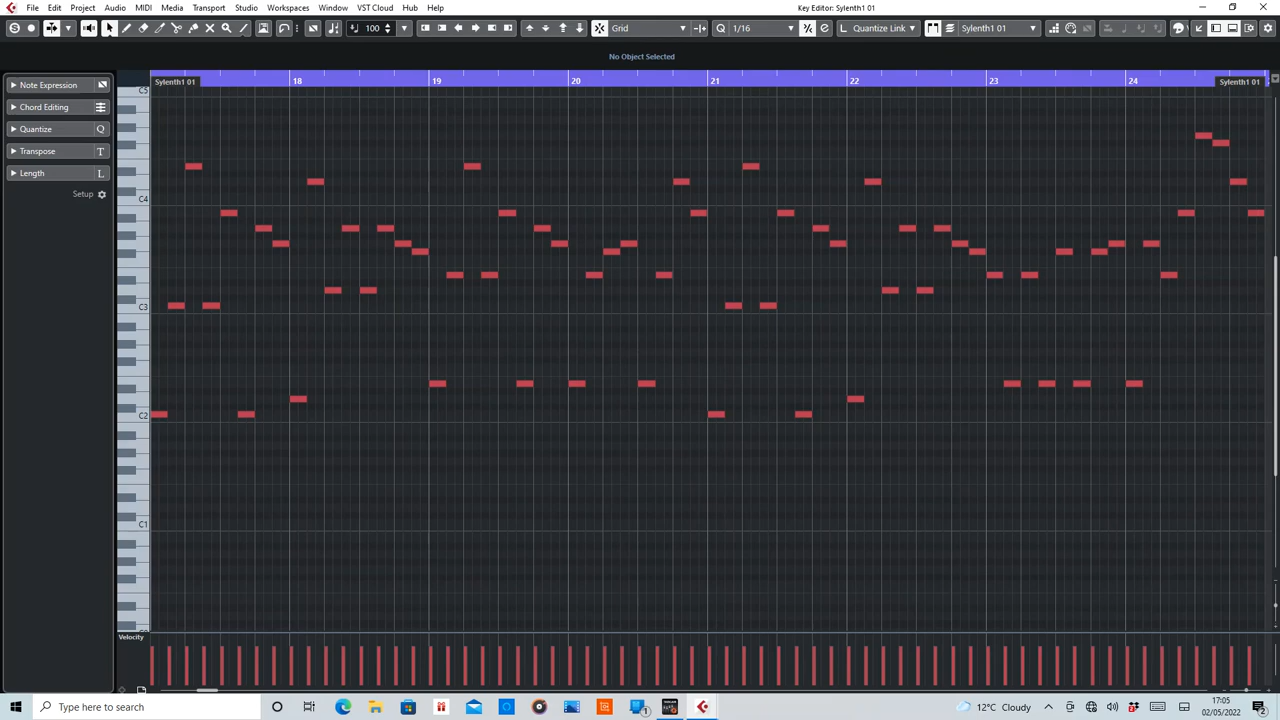 File Edit Project Audio MIDI Media Transport Studio Workspaces Window VST Cloud Hub Help Key Editor: Sylenth1 01
S 100 Grid Q 1/16 Quantize Link Sylenth1 01
No Object Selected
Sylenth1 01 18 19 20 21 22 23 24 Sylenth1 01
Note Expression
Chord Editing
Quantize Q
Transpose T
Length L
Setup
C5
C4
C3
C2
C1
Velocity
Type here to search
12°C Cloudy
17:05
02/05/2022
2